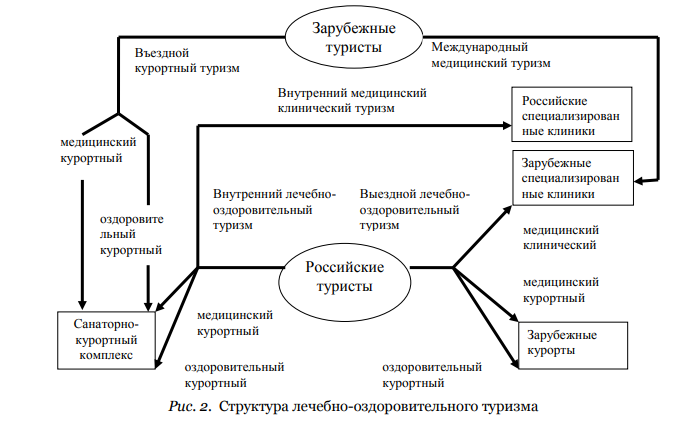 Зарубежные
туристы
Въездной
курортный туризм
Международный
медицинский туризм
Внутренний медицинский
клинический туризм
Российские
специализирован
ные клиники
медицинский
курортный
Зарубежные
специализирован
ные клиники
Внутренний лечебно-
оздоровительный
туризм
Выездной лечебно-
оздоровительный
туризм
оздоровите
льный
курортный
медицинский
клинический
Российские
туристы
медицинский
курортный
Санаторно-
курортный
комплекс
медицинский
курортный
Зарубежные
курорты
оздоровительный
курортный
оздоровительный
курортный
Рис. 2. Структура лечебно-оздоровительного туризма